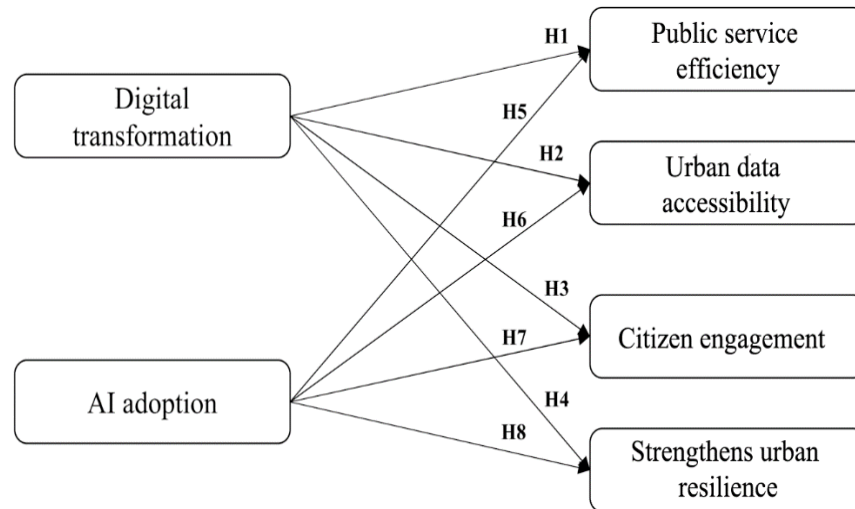 H1
Public service
efficiency
Digital
transformation
H5
H2
Urban data
accessibility
H6
H3
Citizen engagement
H7
AI adoption
H4
H8
Strengthens urban
resilience